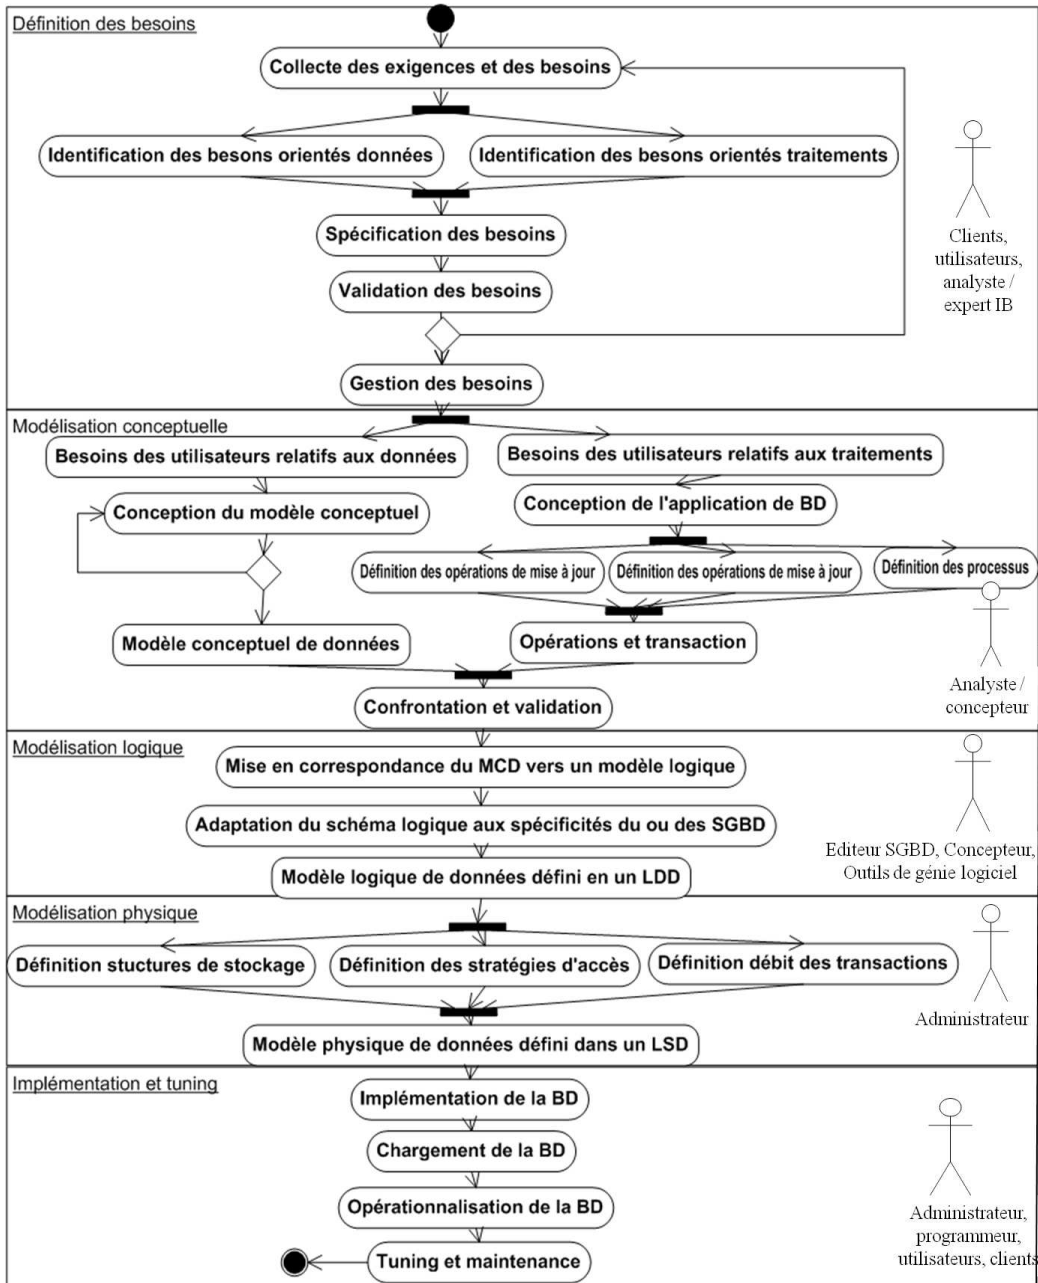 Définition des besoins
Collecte des exigences et des besoins
Identification des besons orientés données
Identification des besons orientés traitements
Spécification des besoins
Validation des besoins
Gestion des besoins
Clients,
utilisateurs,
analyste /
expert IB
Modélisation conceptuelle
Besoins des utilisateurs relatifs aux données
Besoins des utilisateurs relatifs aux traitements
Conception du modèle conceptuel
Conception de l'application de BD
Définition des opérations de mise à jour
Définition des opérations de mise à jour
Définition des processus
Modèle conceptuel de données
Opérations et transaction
Confrontation et validation
Analyste /
concepteur
Modélisation logique
Mise en correspondance du MCD vers un modèle logique
Adaptation du schéma logique aux spécificités du ou des SGBD
Modèle logique de données défini en un LDD
Editeur SGBD, Concepteur,
Outils de génie logiciel
Modélisation physique
Définition stuctures de stockage
Définition des stratégies d'accès
Définition débit des transactions
Modèle physique de données défini dans un LSD
Administrateur
Implémentation et tuning
Implémentation de la BD
Chargement de la BD
Opérationnalisation de la BD
Tuning et maintenance
Administrateur,
programmeur,
utilisateurs, clients